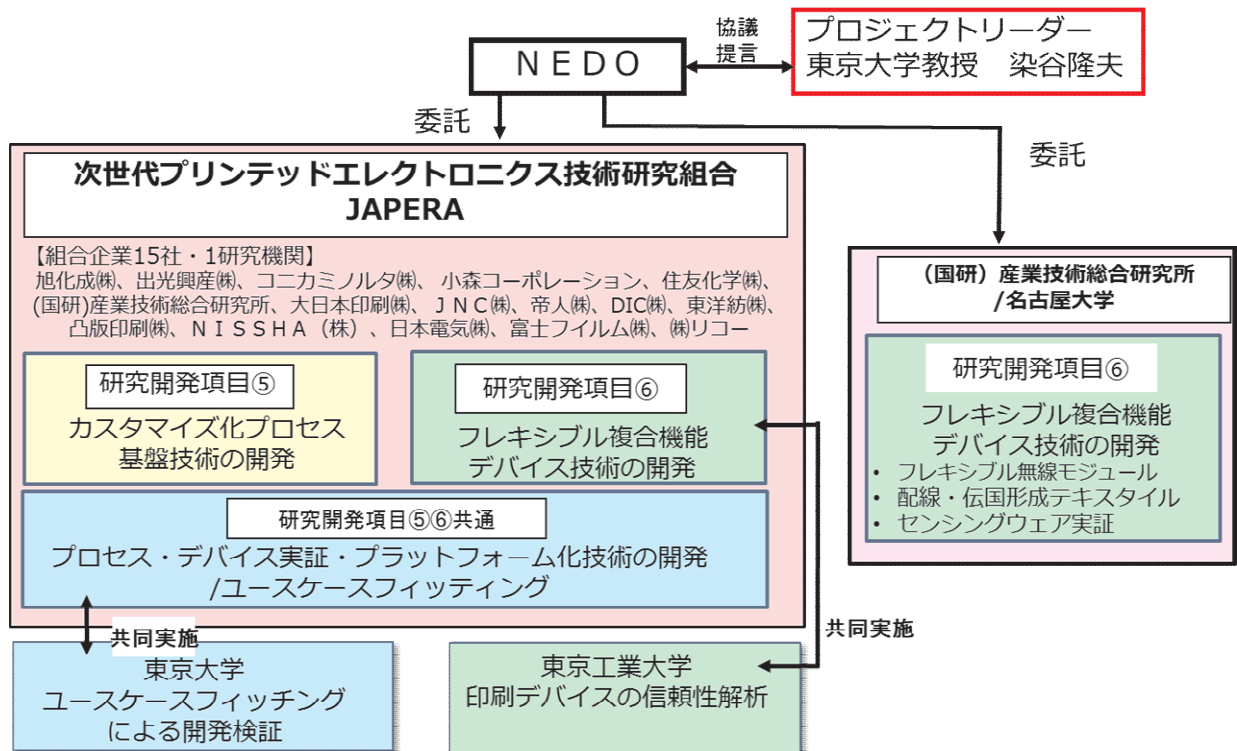 NEDO
協議
提言
プロジェクトリーダー
東京大学教授　染谷隆夫
委託
委託
次世代プリンテッドエレクトロニクス技術研究組合
JAPERA
【組合企業15社・1研究機関】
旭化成㈱、出光興産㈱、コニカミノルタ㈱、 小森コーポレーション、住友化学㈱、
(国研)産業技術総合研究所、大日本印刷㈱、ＪＮＣ㈱、帝人㈱、DIC㈱、東洋紡㈱、
凸版印刷㈱、ＮＩＳＳＨＡ（株）、日本電気㈱、富士フイルム㈱、㈱リコー
研究開発項目⑤
カスタマイズ化プロセス
基盤技術の開発
研究開発項目⑥
フレキシブル複合機能
デバイス技術の開発
研究開発項目⑤⑥共通
プロセス・デバイス実証・プラットフォーム化技術の開発
/ユースケースフィッティング
（国研）産業技術総合研究所
/名古屋大学
研究開発項目⑥
フレキシブル複合機能
デバイス技術の開発
• フレキシブル無線モジュール
• 配線・伝国形成テキスタイル
• センシングウェア実証
共同実施
共同実施
東京大学
ユースケースフィッチング
による開発検証
東京工業大学
印刷デバイスの信頼性解析